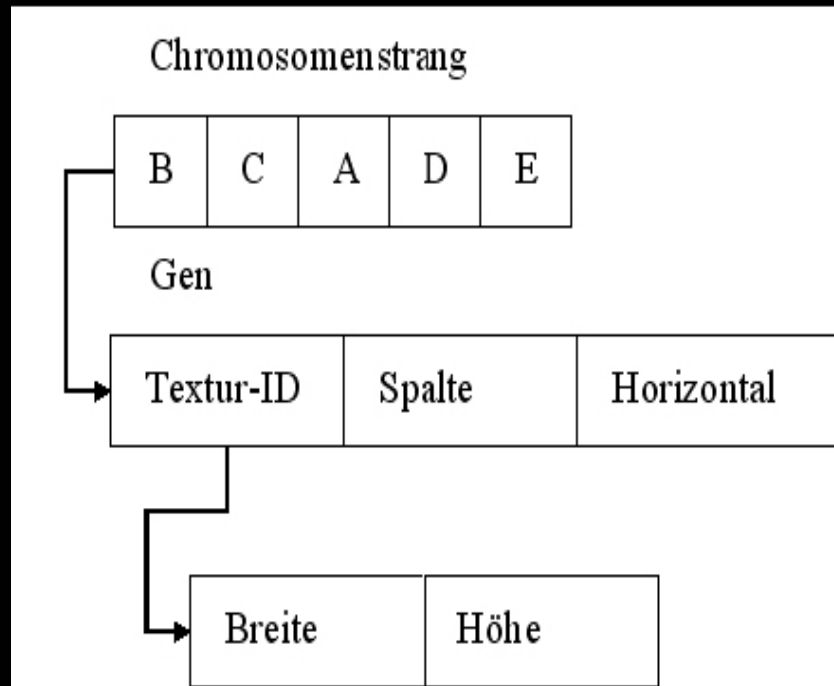 Chromosomenstrang
B C A D E
Gen
Textur-ID Spalte Horizontal
Breite Höhe